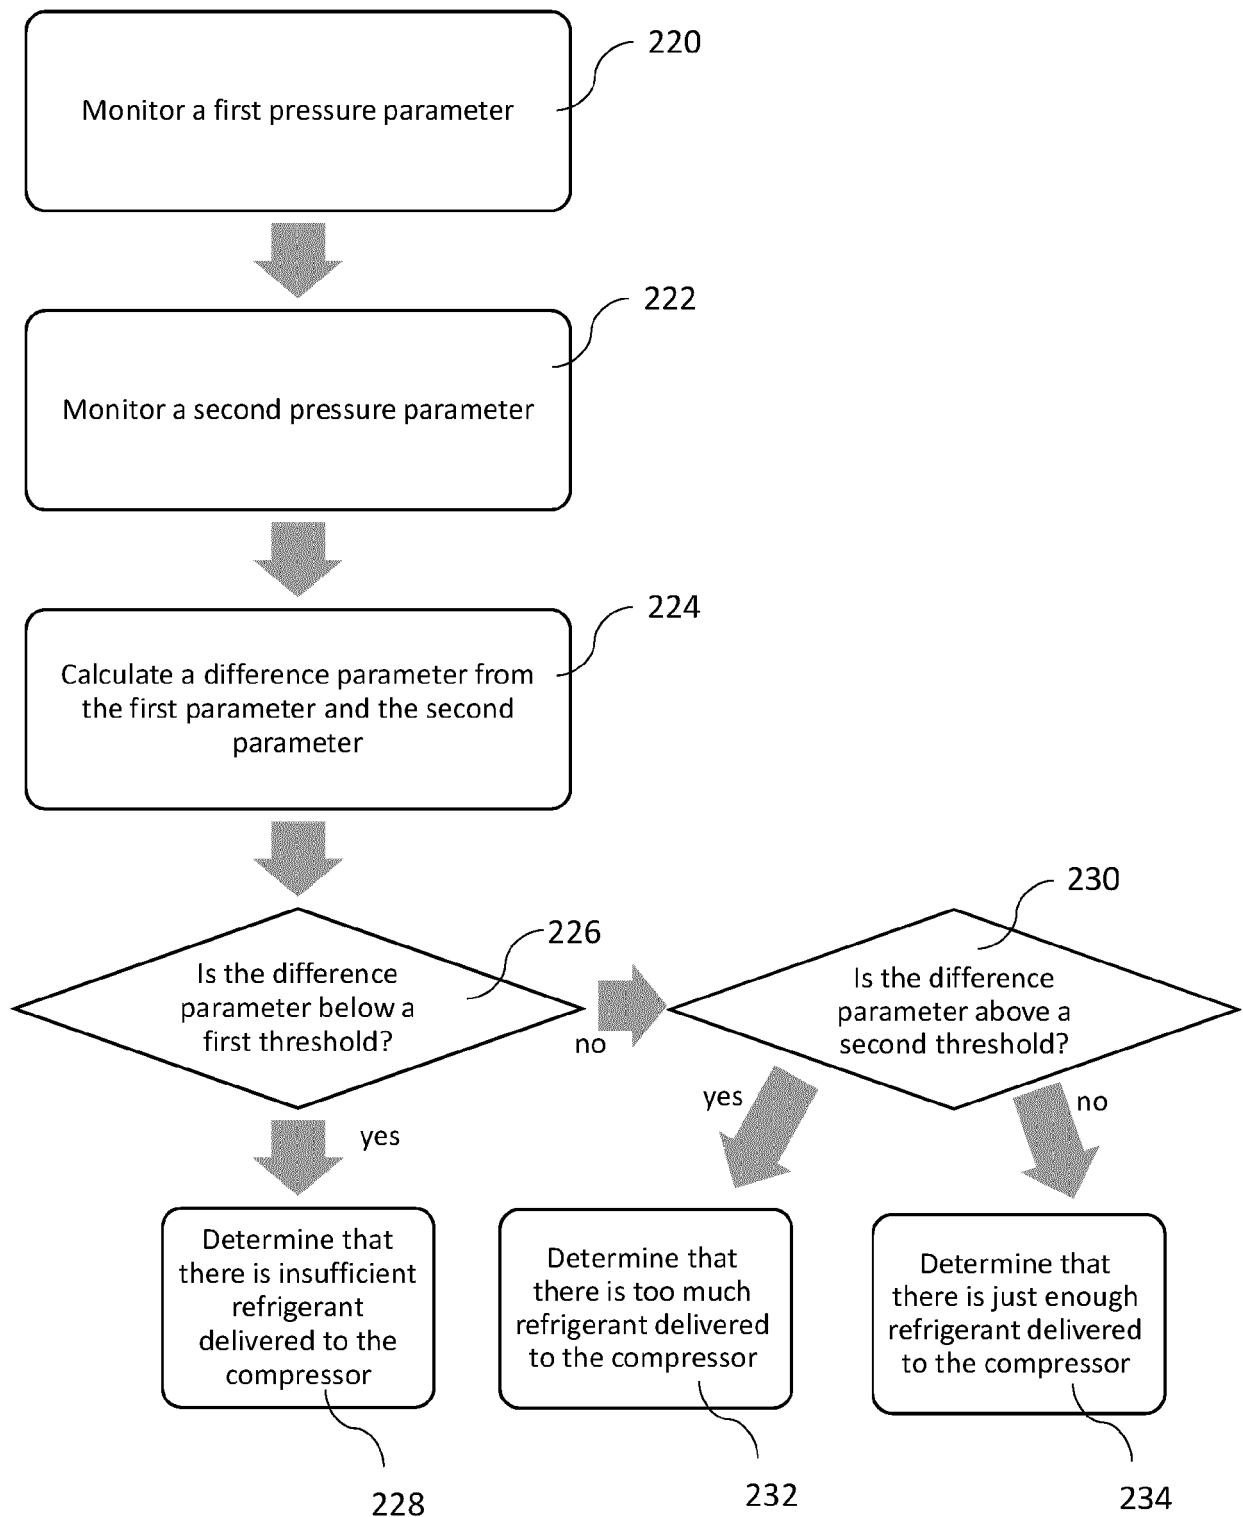 220
Monitor a first pressure parameter
222
Monitor a second pressure parameter
224
Calculate a difference parameter from
the first parameter and the second
parameter
226
Is the difference
parameter below a
first threshold?
no
230
Is the difference
parameter above a
second threshold?
yes
yes
no
Determine that
there is insufficient
refrigerant
delivered to the
compressor
Determine that
there is too much
refrigerant delivered
to the compressor
Determine that
there is just enough
refrigerant delivered
to the compressor
228
232
234